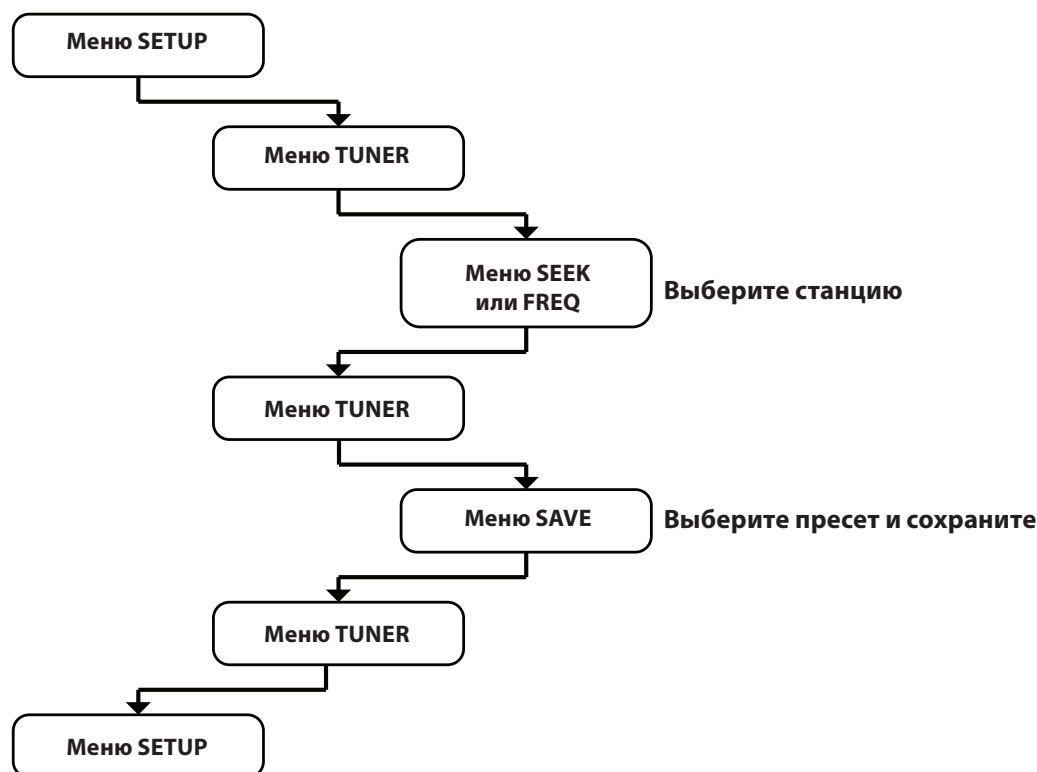 Меню SETUP
Меню TUNER
Меню SEEK
или FREQ
Выберите станцию
Меню TUNER
Меню SAVE
Выберите пресет и сохраните
Меню TUNER
Меню SETUP